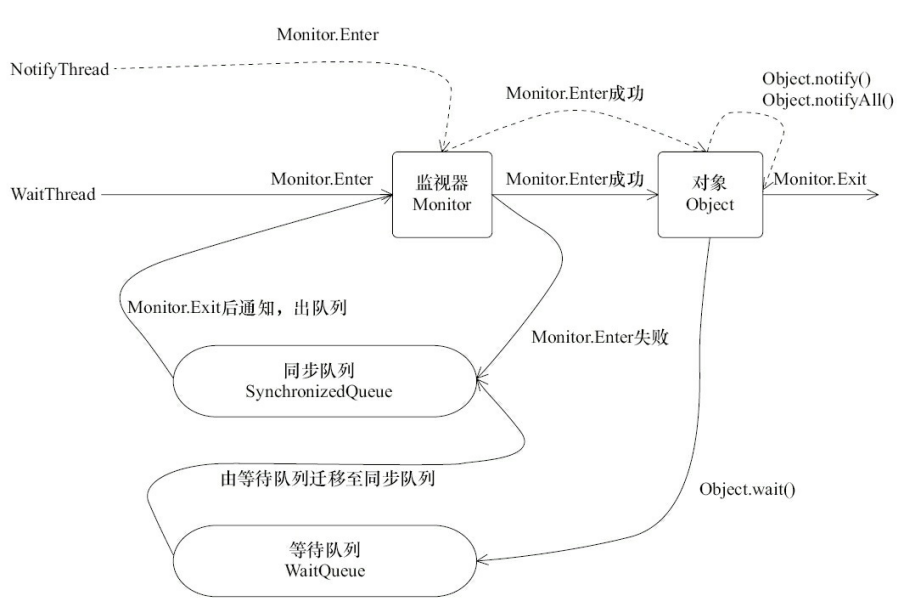 Monitor.Enter
NotifyThread
Object.notify()
Object.notifyAll()
Monitor.Enter成功
WaitThread
Monitor.Enter
监视器
Monitor
Monitor.Enter成功
对象
Object
Monitor.Exit
Monitor.Exit后通知，出队列
Monitor.Enter失败
同步队列
SynchronizedQueue
由等待队列迁移至同步队列
Object.wait()
等待队列
WaitQueue